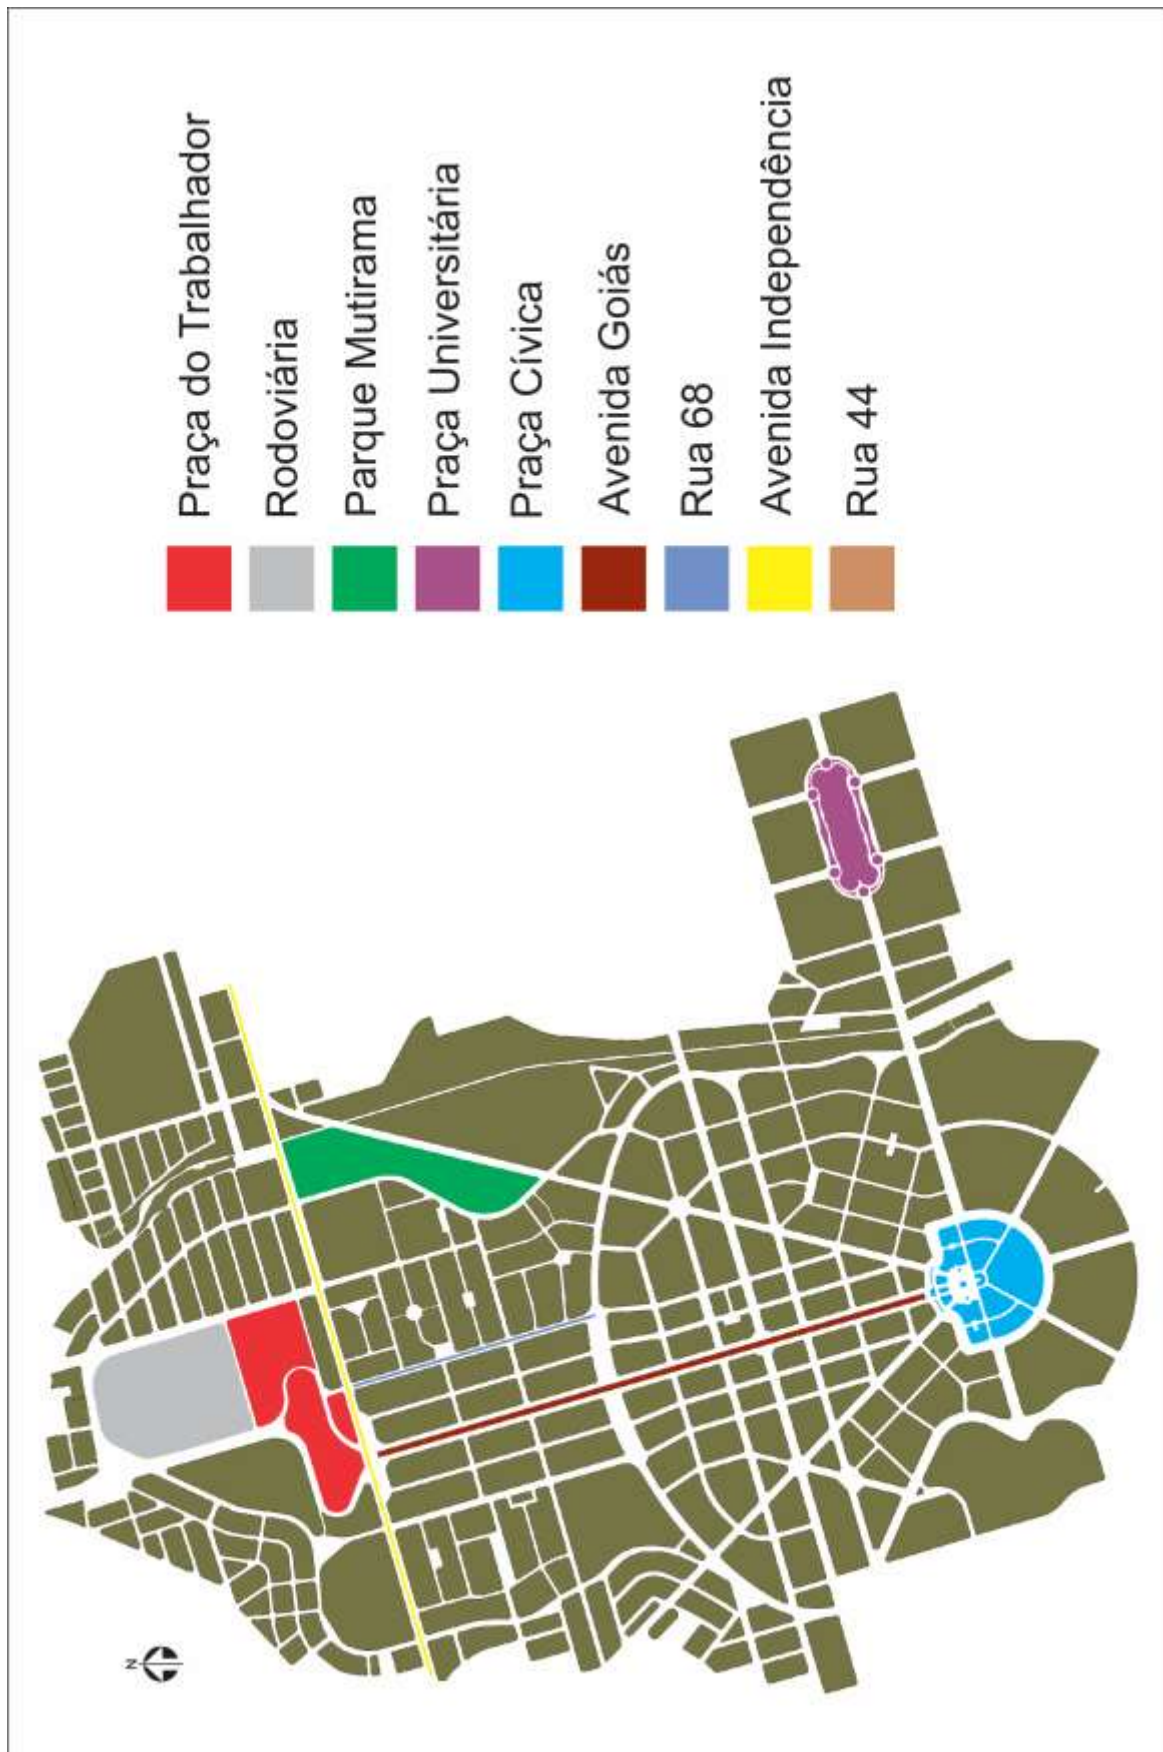 Praça do Trabalhador
Rodoviária
Parque Mutirama
Praça Universitária
Praça Cívica
Avenida Goiás
Rua 68
Avenida Independência
Rua 44
N